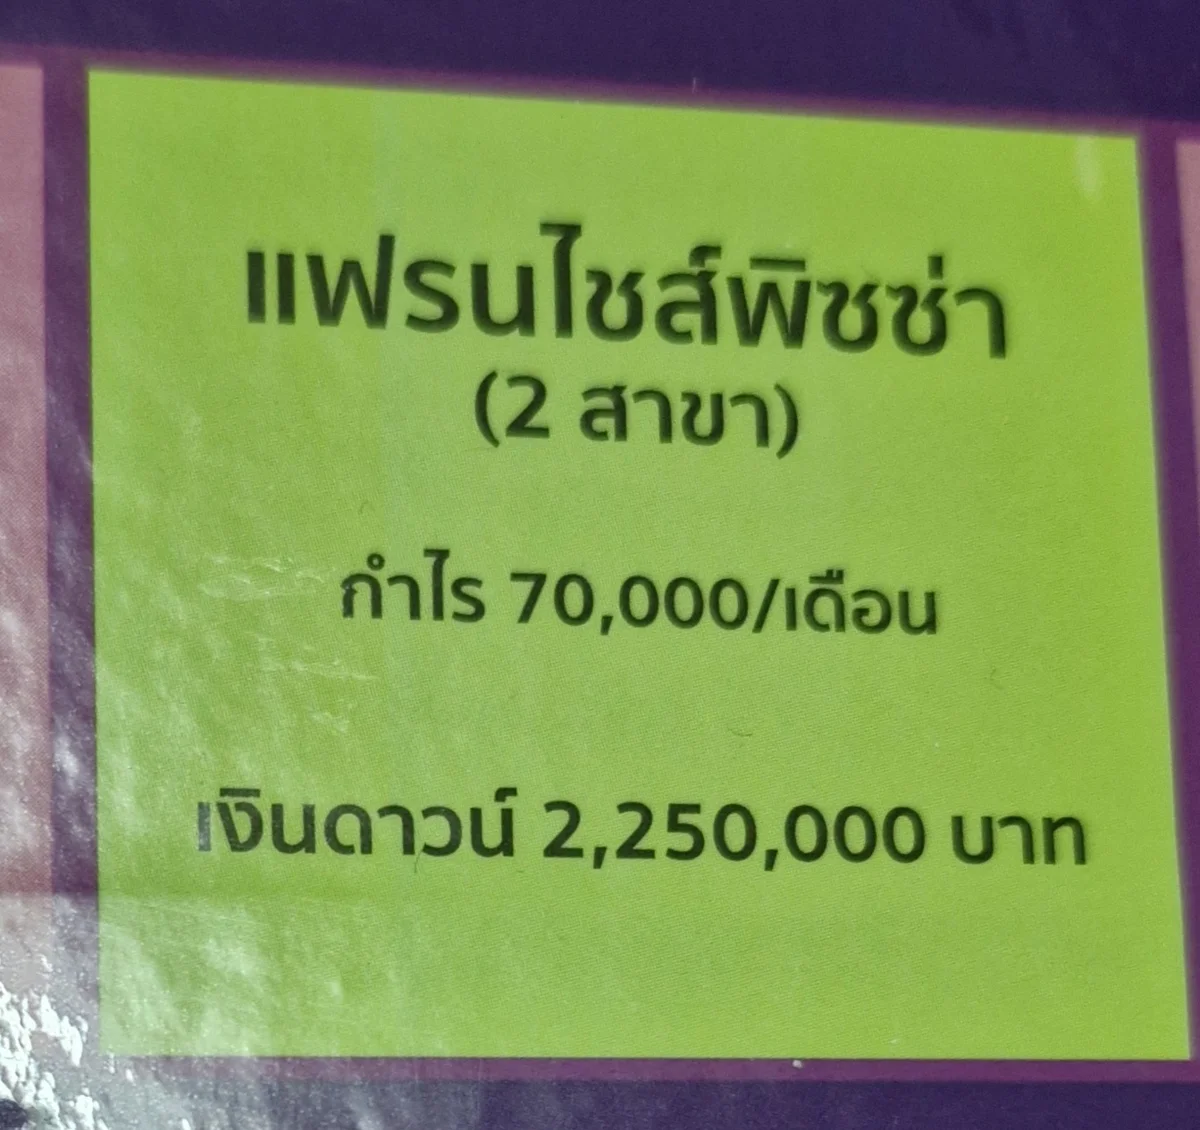 แฟรนไชส์พิซซ่า
(2 สาขา)
กำไร 70,000/เดือน
เงินดาวน์ 2,250,000 บาท